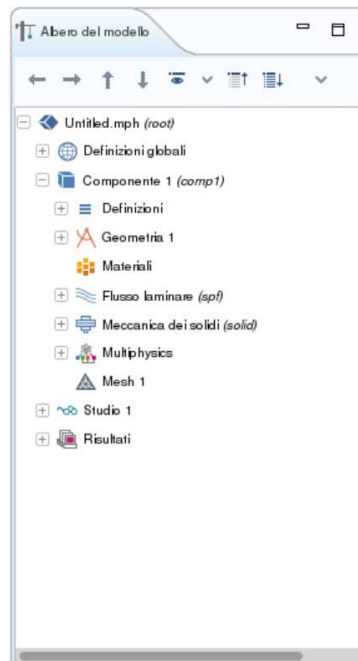 Albero del modello
Untitled.mph (root)
Definizioni globali
Componente 1 (comp1)
Definizioni
Geometria 1
Materiali
Flusso laminare (spf)
Meccanica dei solidi (solid)
Multiphysics
Mesh 1
Studio 1
Risultati